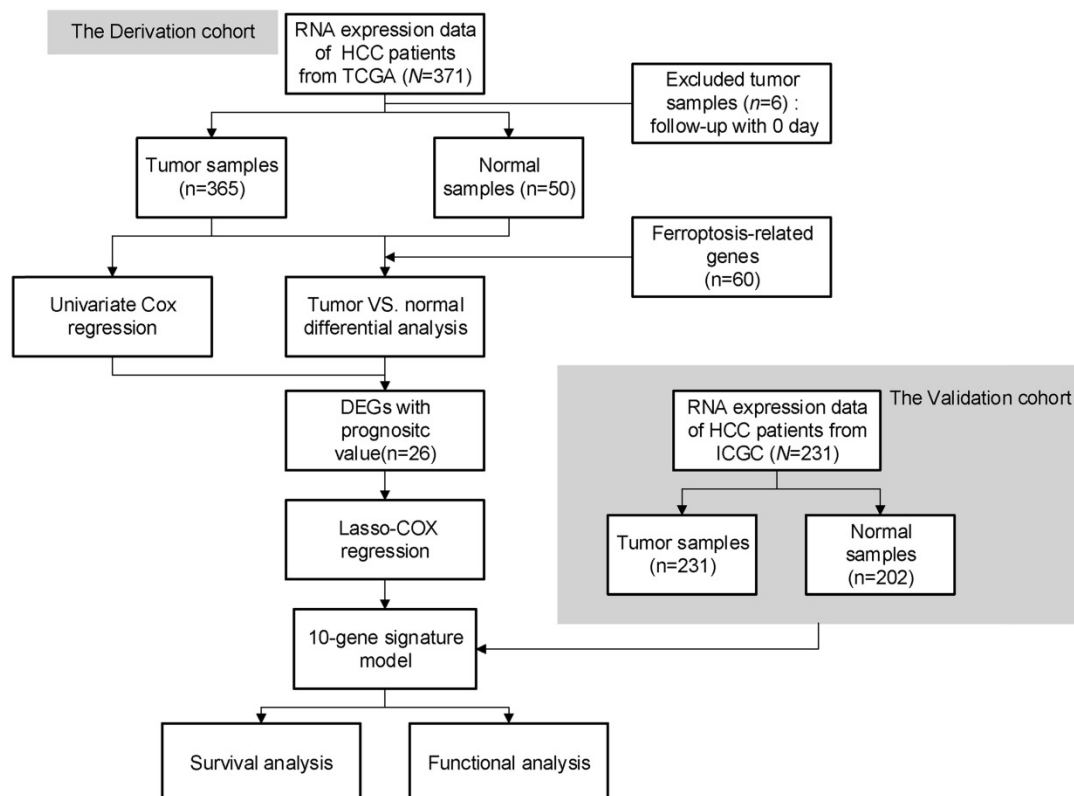 The Derivation cohort
RNA expression data
of HCC patients
from TCGA (N=371)
Excluded tumor
samples (n=6) :
follow-up with 0 day
Tumor samples
(n=365)
Normal
samples (n=50)
Ferroptosis-related
genes
(n=60)
Univariate Cox
regression
Tumor VS. normal
differential analysis
DEGs with
prognositc
value(n=26)
The Validation cohort
RNA expression data
of HCC patients from
ICGC (N=231)
Lasso-COX
regression
Tumor samples
(n=231)
Normal
samples
(n=202)
10-gene signature
model
Survival analysis
Functional analysis